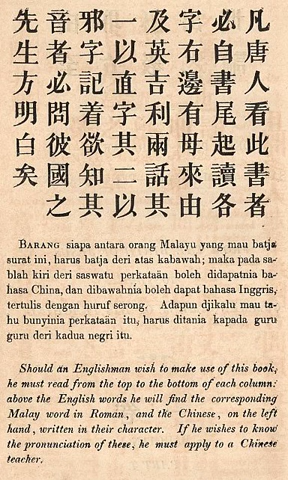 凡唐人看此書者
必自書尾起讀各
字右邊有母來由
及英吉利兩話其
一以直字其二以
邪字記着欲知其
音者必問彼國之
先生方明白矣
BARANG siapa antara orang Malayu yang mau batja
surat ini, harus batja deri atas kabawah; maka pada sa-
blah kiri deri saswatu perkataän boleh didapatnia ba-
hasa China, dan dibawahnia boleh dapat bahasa Inggris,
tertulis dengan huruf serong. Adapun djikalu mau ta-
hu bunyinia perkataän itu, harus ditania kapada guru
guru deri kadua negri itu.
Should an Englishman wish to make use of this book,
he must read from the top to the bottom of each column:
above the English words he will find the corresponding
Malay word in Roman, and the Chinese, on the left
hand, written in their character. If he wishes to know
the pronunciation of these, he must apply to a Chinese
teacher.